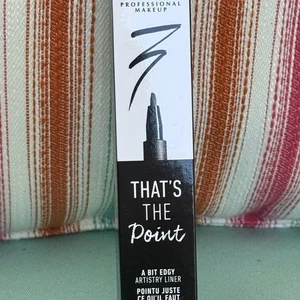 PROFESSIONAL
MAKEUP
THAT'S
THE
Point
A BIT EDGY
ARTISTRY LINER
POINTU JUSTE
CE QU'IL FAUT